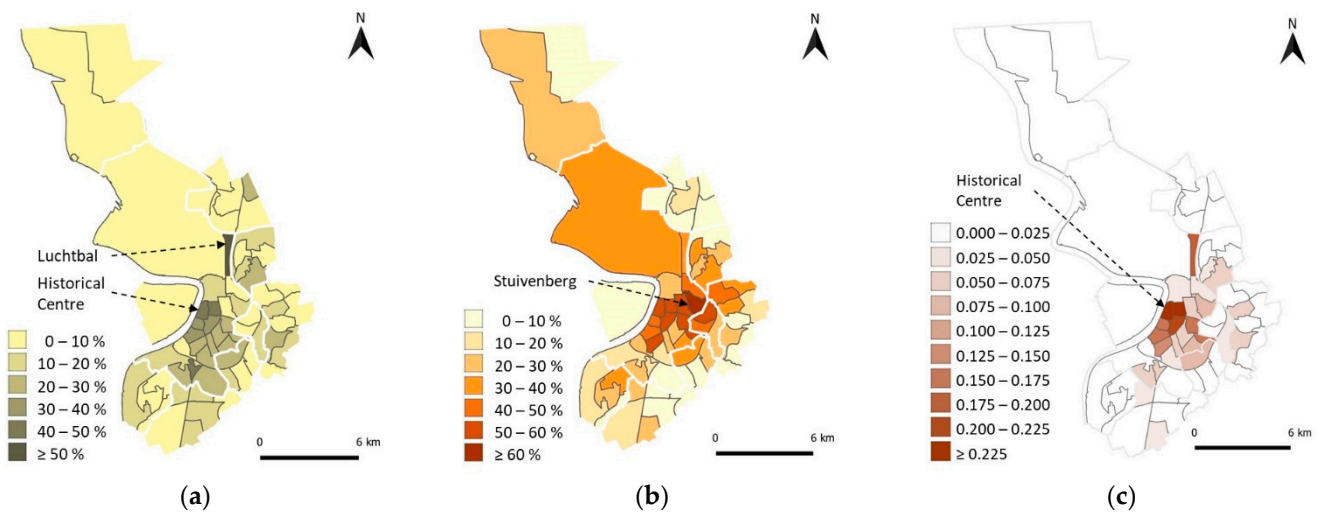 N
Luchtbal
Historical
Centre
0 – 10 %
10 – 20 %
20 – 30 %
30 – 40 %
40 – 50 %
≥ 50 %
0
6 km
(a)
N
Stuivenberg
0 – 10 %
10 – 20 %
20 – 30 %
30 – 40 %
40 – 50 %
50 – 60 %
≥ 60 %
0
6 km
(b)
N
Historical
Centre
0.000 – 0.025
0.025 – 0.050
0.050 – 0.075
0.075 – 0.100
0.100 – 0.125
0.125 – 0.150
0.150 – 0.175
0.175 – 0.200
0.200 – 0.225
≥ 0.225
0
6 km
(c)